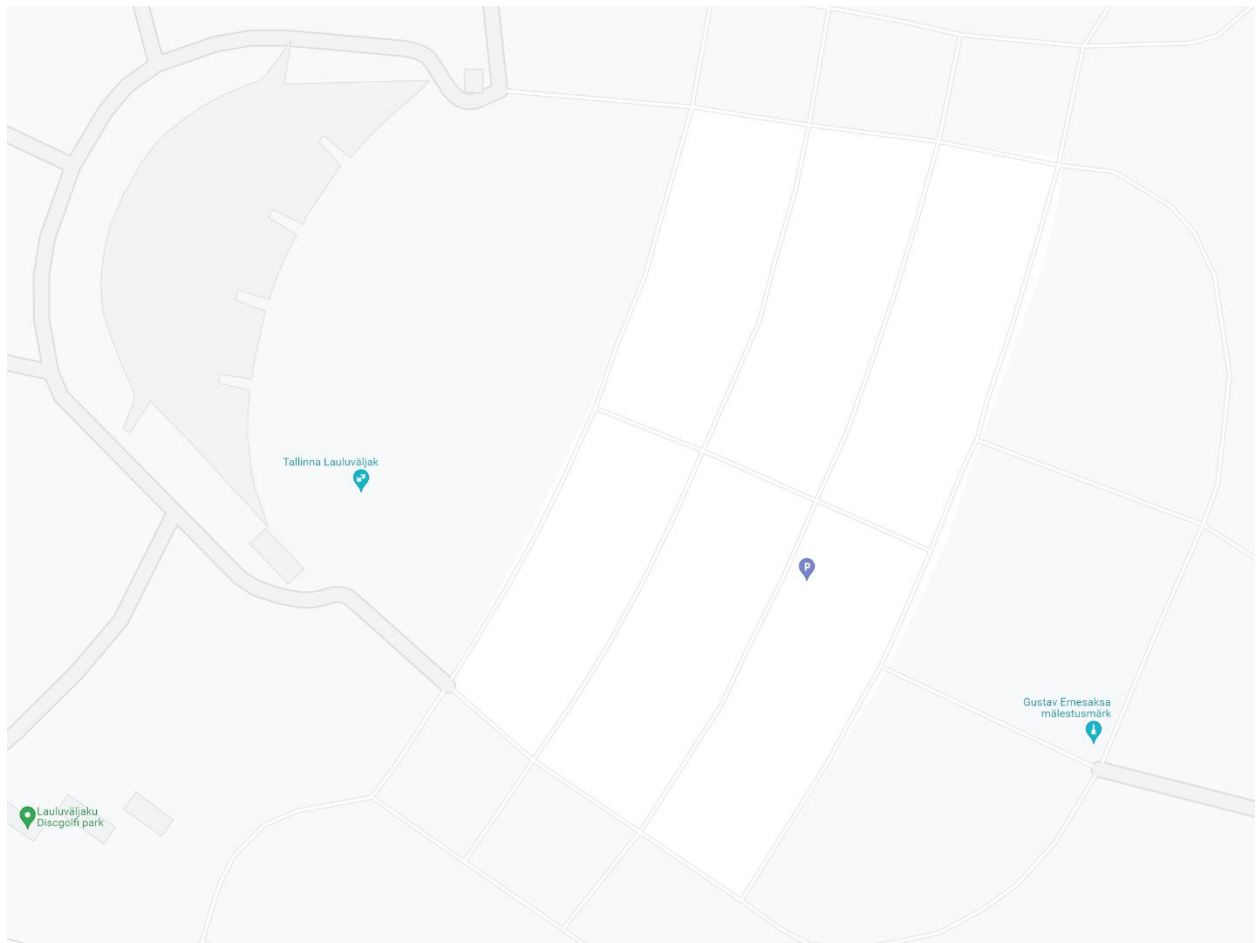 Tallinna Lauluväljak
P
Gustav Ernesaksa
mälestusmärk
Lauluväljaku
Discgolfi park